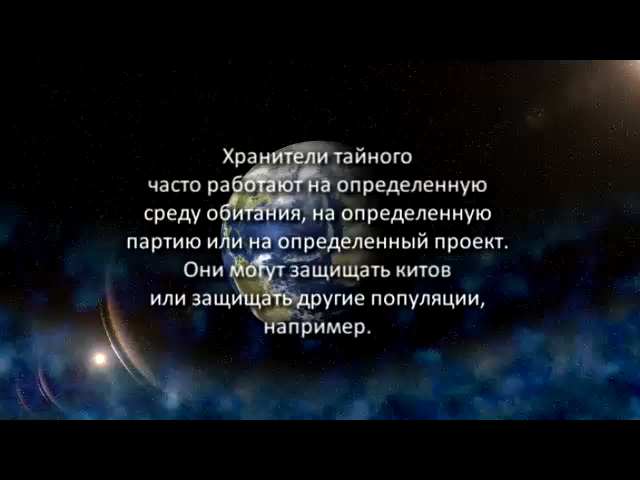 Хранители тайного
часто работают на определенную
среду обитания, на определенную
партию или на определенный проект.
Они могут защищать китов
или защищать другие популяции,
например.